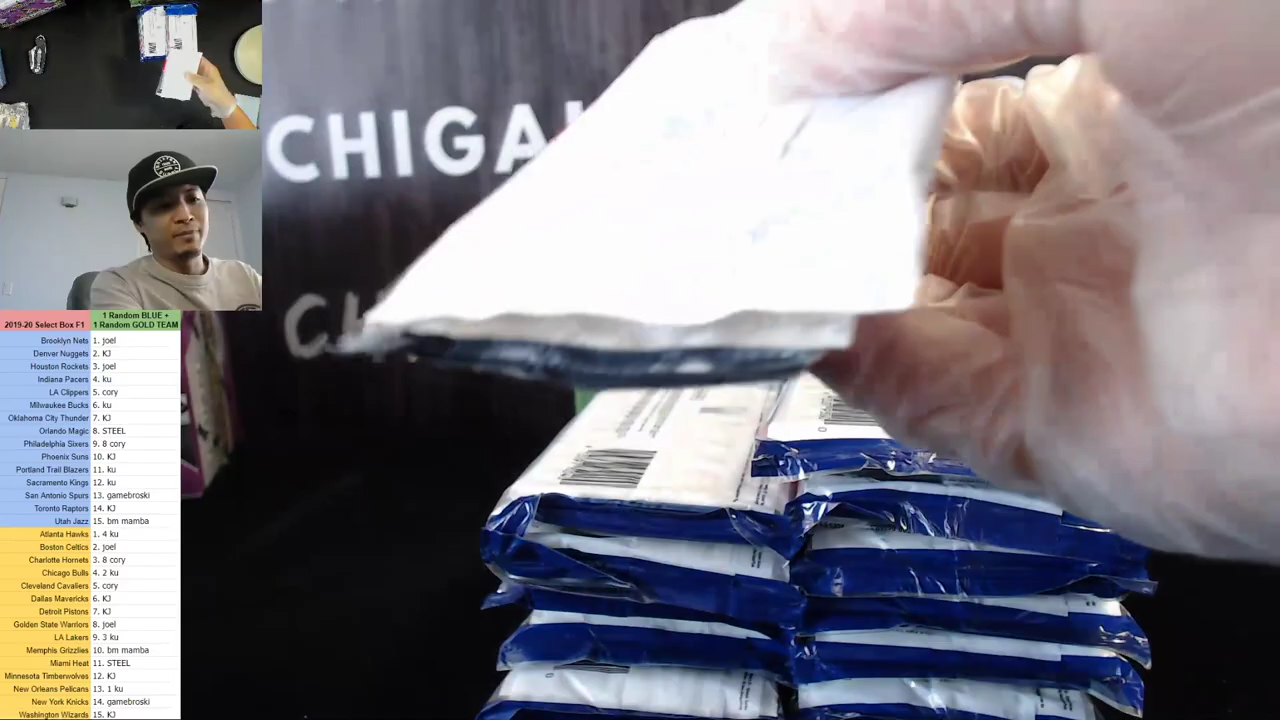 CHIGA
CH
2019-20 Select Box F1
1 Random BLUE +
1 Random GOLD TEAM
Brooklyn Nets 1. joel
Denver Nuggets 2. KJ
Houston Rockets 3. joel
Indiana Pacers 4. ku
LA Clippers 5. cory
Milwaukee Bucks 6. ku
Oklahoma City Thunder 7. KJ
Orlando Magic 8. STEEL
Philadelphia Sixers 9. 8 cory
Phoenix Suns 10. KJ
Portland Trail Blazers 11. ku
Sacramento Kings 12. ku
San Antonio Spurs 13. gamebroski
Toronto Raptors 14. KJ
Utah Jazz 15. bm mamba
Atlanta Hawks 1. 4 ku
Boston Celtics 2. joel
Charlotte Hornets 3. 8 cory
Chicago Bulls 4. 2 ku
Cleveland Cavaliers 5. cory
Dallas Mavericks 6. KJ
Detroit Pistons 7. KJ
Golden State Warriors 8. joel
LA Lakers 9. 3 ku
Memphis Grizzlies 10. bm mamba
Miami Heat 11. STEEL
Minnesota Timberwolves 12. KJ
New Orleans Pelicans 13. 1 ku
New York Knicks 14. gamebroski
Washington Wizards 15. KJ